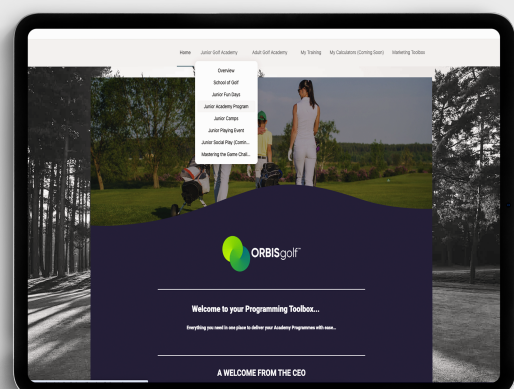 Home Junior Golf Academy Adult Golf Academy My Training My Calculators (Coming Soon) Marketing Toolbox
Overview
School of Golf
Junior Fun Days
Junior Academy Program
Junior Camps
Junior Playing Event
Junior Social Play (Comin...
Mastering the Game Chall...
ORBISgolf™
Welcome to your Programming Toolbox...
Everything you need in one place to deliver your Academy Programmes with ease...
A WELCOME FROM THE CEO